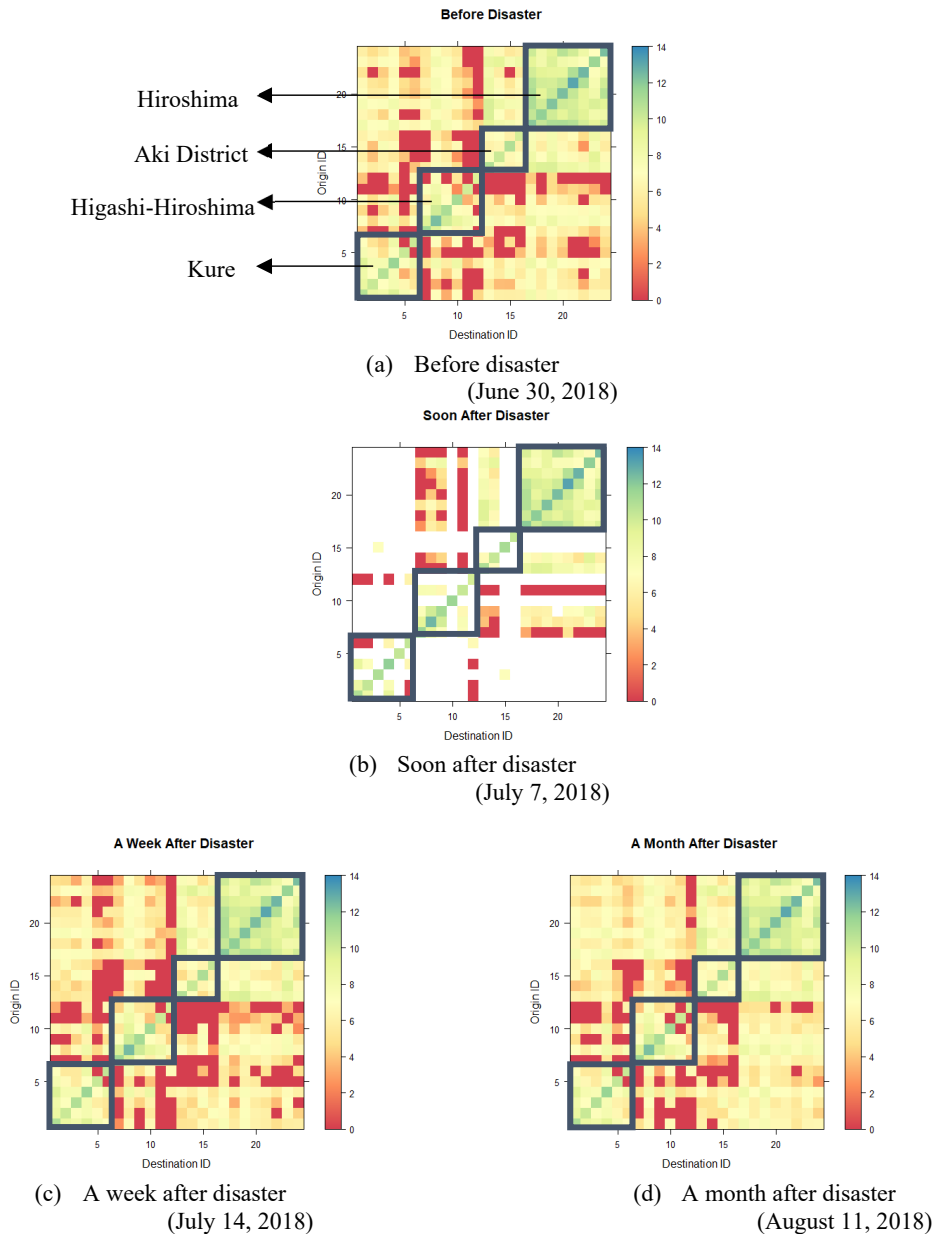 Before Disaster
Hiroshima
Aki District
Higashi-Hiroshima
Kure
Origin ID
20
15
10
5
5
10
15
20
Destination ID
14
12
10
8
6
4
2
0
(a) Before disaster
(June 30, 2018)
Soon After Disaster
Origin ID
20
15
10
5
5
10
15
20
Destination ID
14
12
10
8
6
4
2
0
(b) Soon after disaster
(July 7, 2018)
A Week After Disaster
Origin ID
20
15
10
5
5
10
15
20
Destination ID
14
12
10
8
6
4
2
0
(c) A week after disaster
(July 14, 2018)
A Month After Disaster
Origin ID
20
15
10
5
5
10
15
20
Destination ID
14
12
10
8
6
4
2
0
(d) A month after disaster
(August 11, 2018)